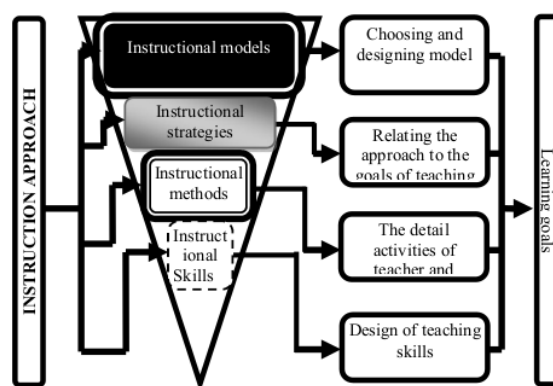 INSTRUCTION APPROACH
Instructional models
Instructional
strategies
Instructional
methods
Instruct
ional
Skills
Choosing and
designing model
Relating the
approach to the
goals of teaching
The detail
activities of
teacher and
Design of teaching
skills
Learning goals